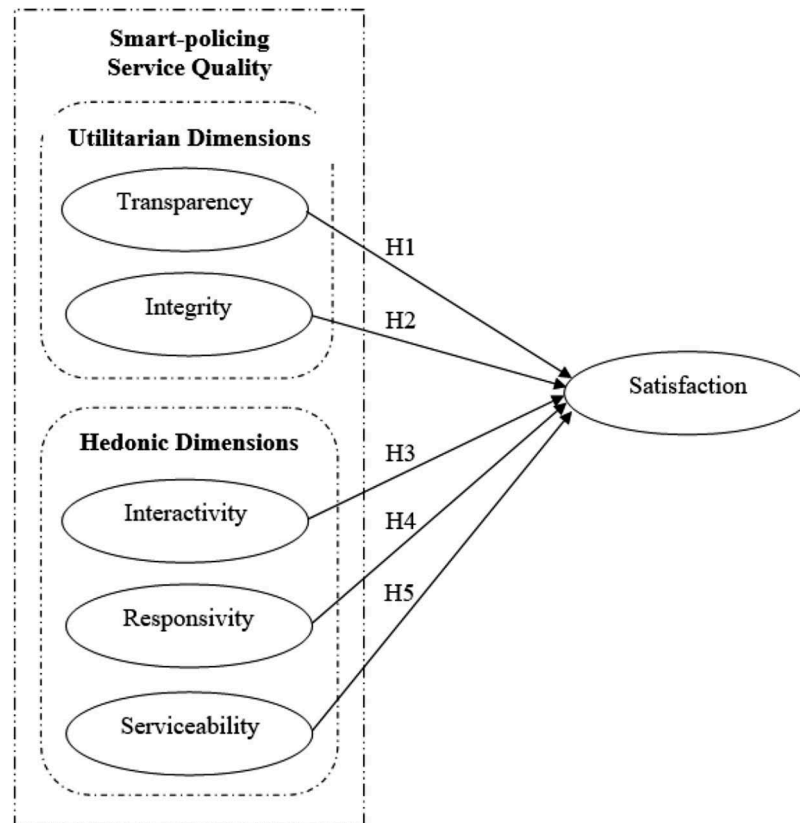 Smart-policing
Service Quality
Utilitarian Dimensions
Transparency
H1
Integrity
H2
Satisfaction
Hedonic Dimensions
H3
Interactivity
H4
H5
Responsivity
Serviceability